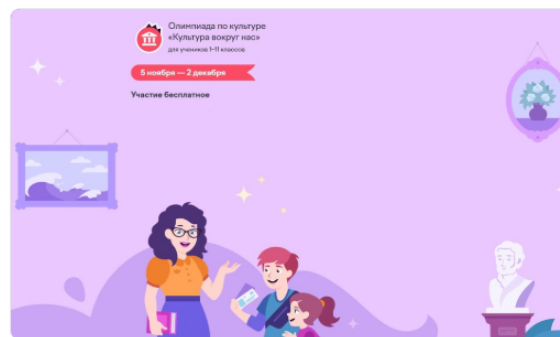 Олимпиада по культуре
«Культура вокруг нас»
для учеников 1–11 классов
5 ноября — 2 декабря
Участие бесплатное